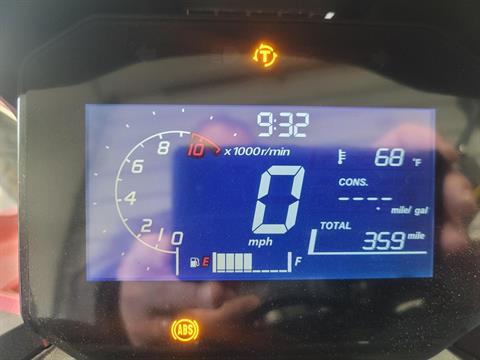 T
9:32
8 10 x 1000r/min
6
4
2
1 0
0
mph
68 °F
CONS.
----- mile/gal
TOTAL
359 mile
E F
ABS